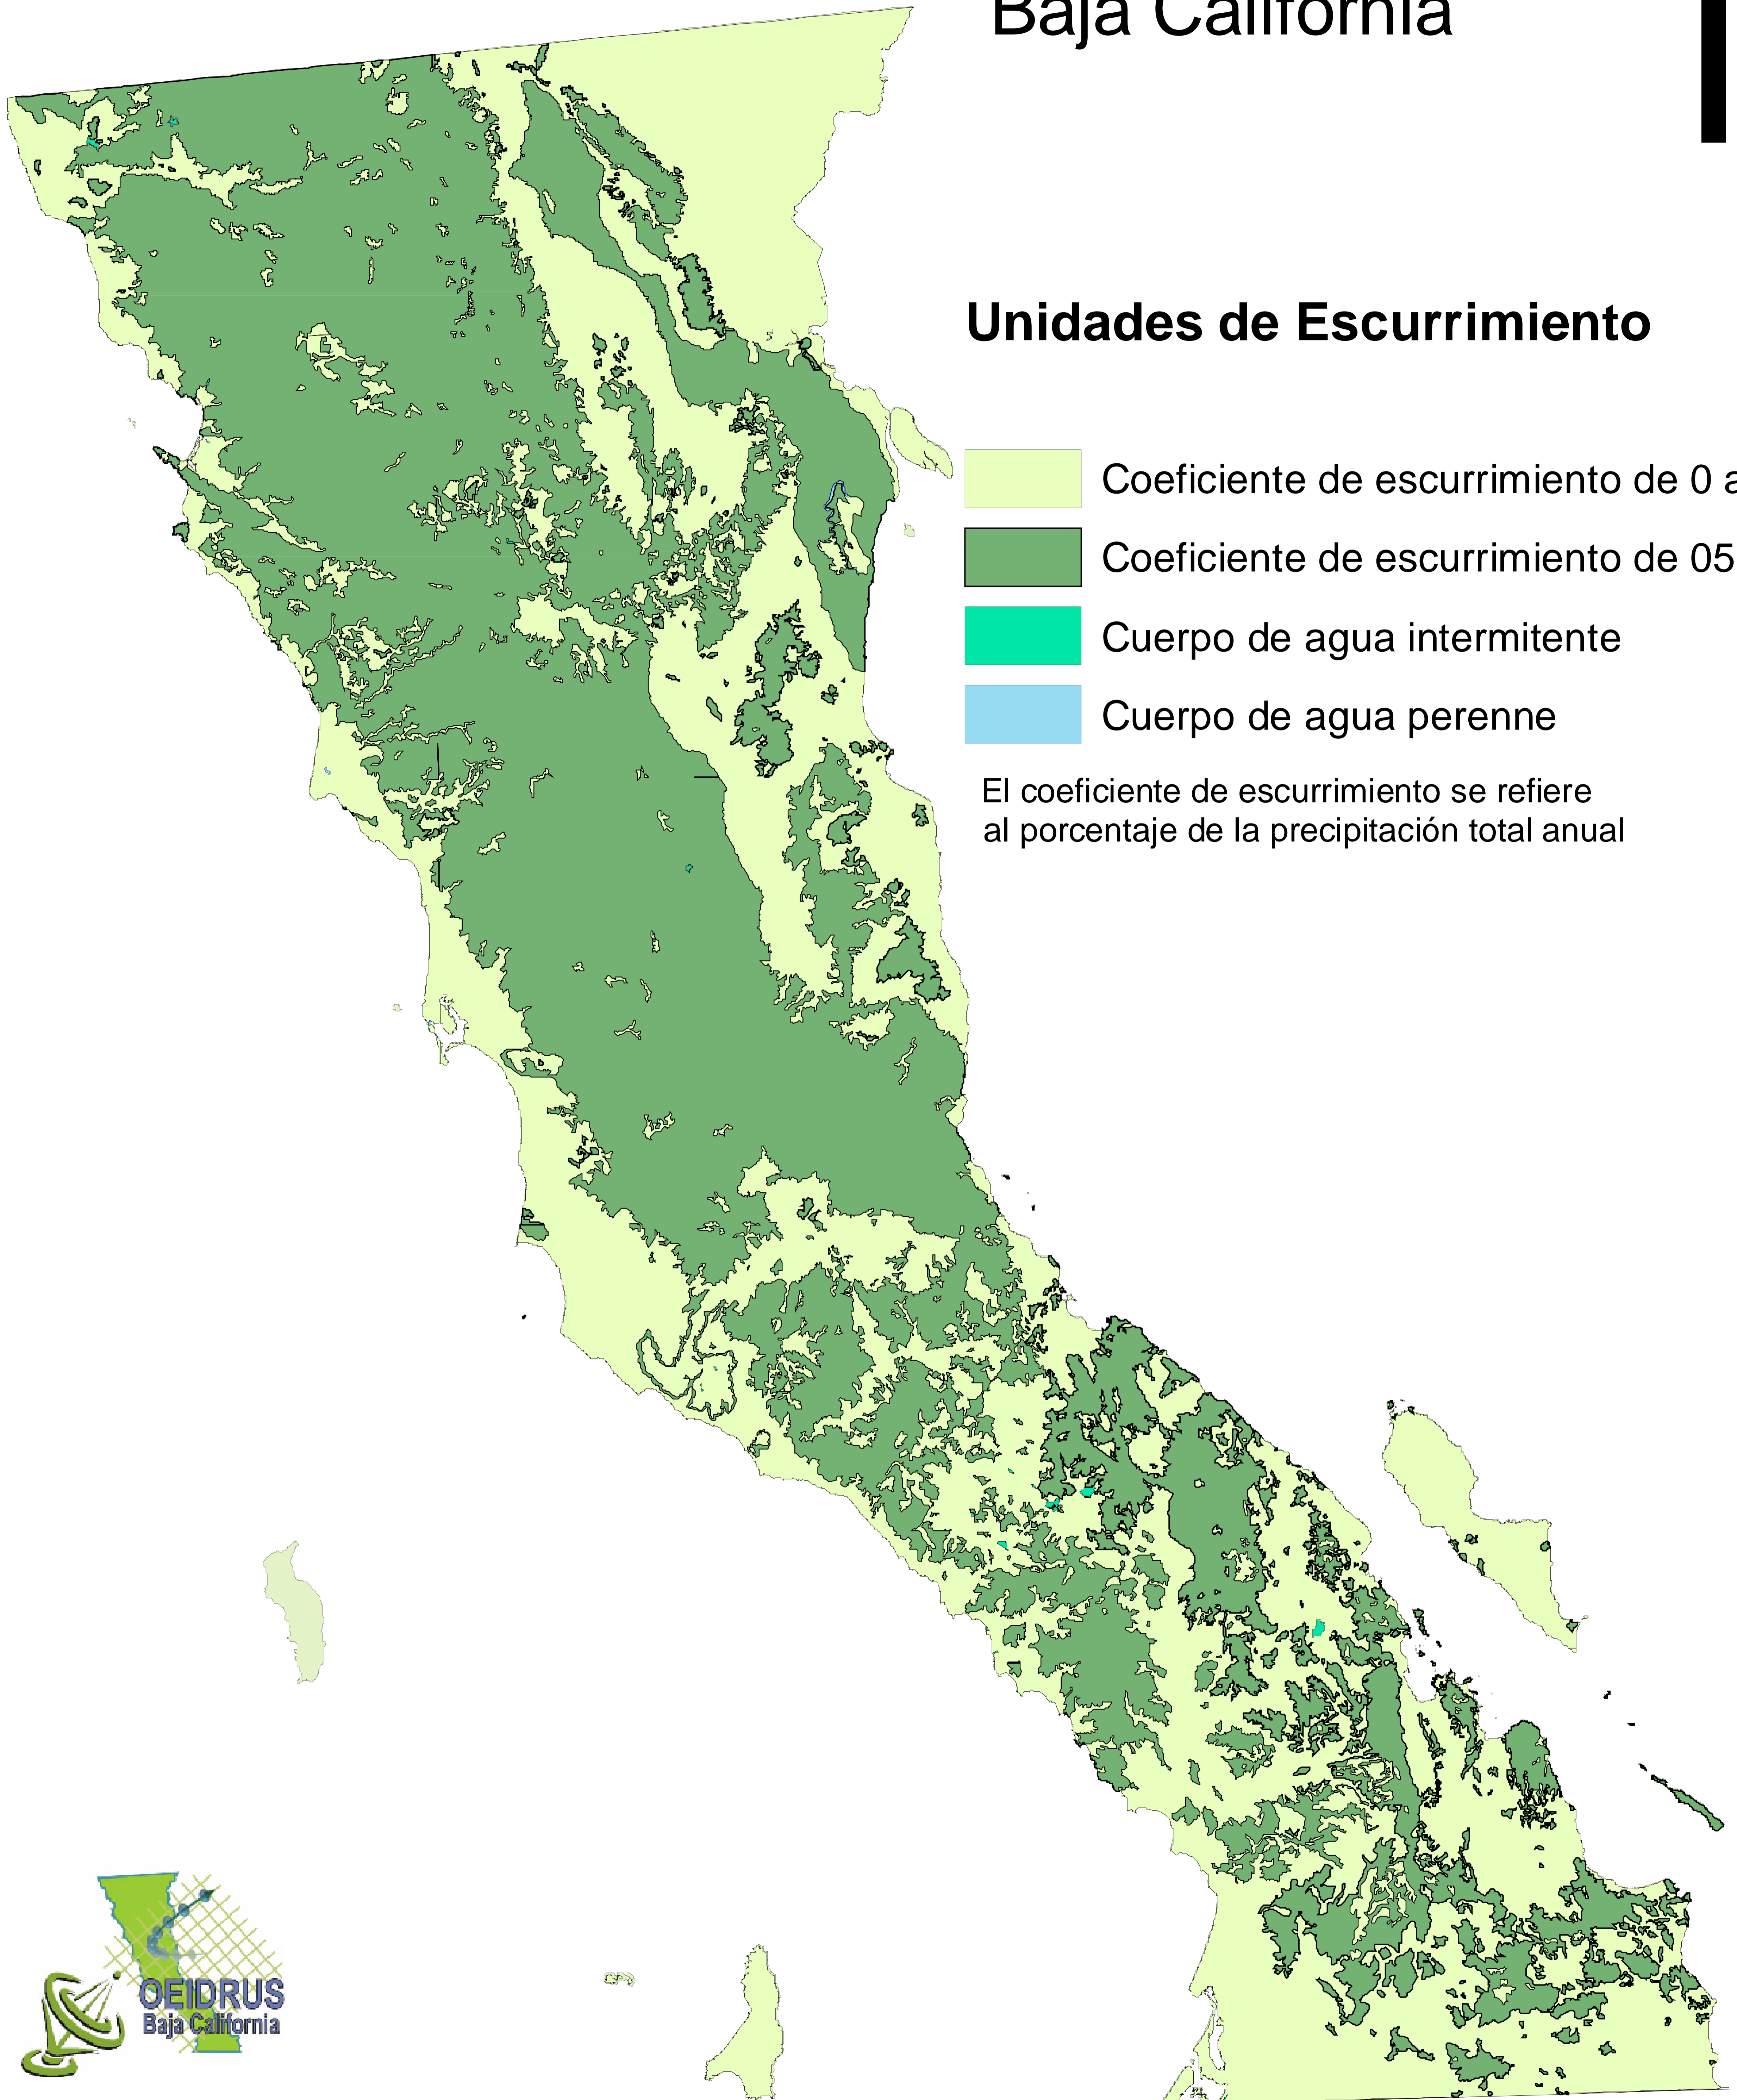 Baja California
Unidades de Escurrimiento
Coeficiente de escurrimiento de 0 a
Coeficiente de escurrimiento de 05
Cuerpo de agua intermitente
Cuerpo de agua perenne
El coeficiente de escurrimiento se refiere
al porcentaje de la precipitación total anual
OEIDRUS
Baja California